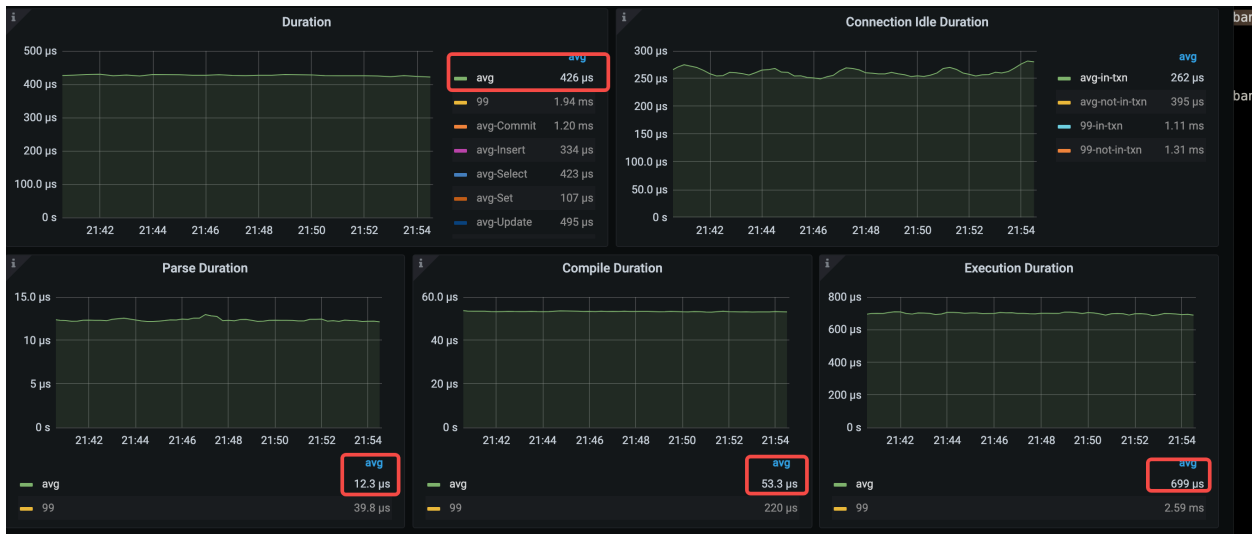 Duration
500 µs
400 µs
300 µs
200 µs
100.0 µs
0 s
21:42 21:44 21:46 21:48 21:50 21:52 21:54
avg
avg 426 µs
99 1.94 ms
avg-Commit 1.20 ms
avg-Insert 334 µs
avg-Select 423 µs
avg-Set 107 µs
avg-Update 495 µs
Connection Idle Duration
300 µs
250 µs
200 µs
150 µs
100.0 µs
50.0 µs
0 s
21:42 21:44 21:46 21:48 21:50 21:52 21:54
avg
avg-in-txn 262 µs
avg-not-in-txn 395 µs
99-in-txn 1.11 ms
99-not-in-txn 1.31 ms
bar
bar
Parse Duration
15.0 µs
10 µs
5 µs
0 s
21:42 21:44 21:46 21:48 21:50 21:52 21:54
avg
avg 12.3 µs
99 39.8 µs
Compile Duration
60.0 µs
40 µs
20 µs
0 s
21:42 21:44 21:46 21:48 21:50 21:52 21:54
avg
avg 53.3 µs
99 220 µs
Execution Duration
800 µs
600 µs
400 µs
200 µs
0 s
21:42 21:44 21:46 21:48 21:50 21:52 21:54
avg
avg 699 µs
99 2.59 ms